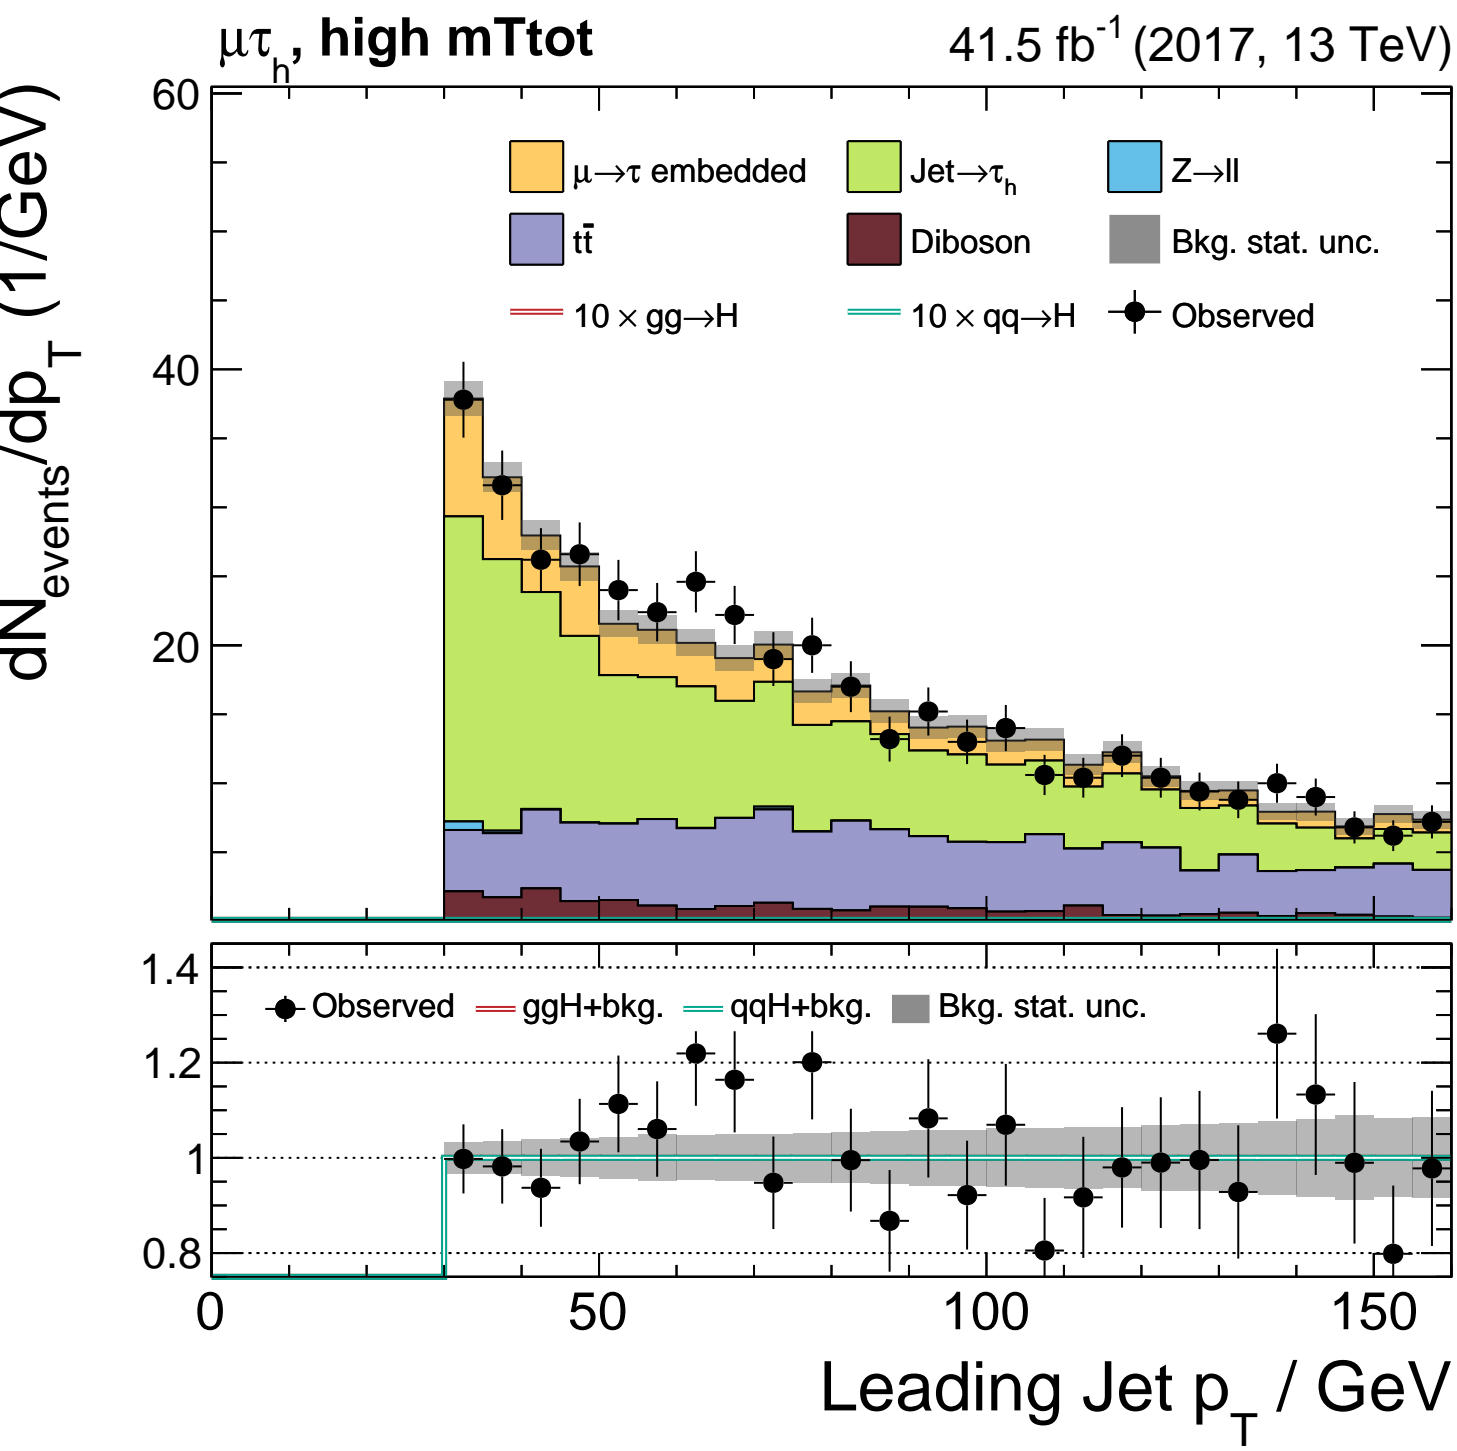 μτh, high mTtot 41.5 fb-1 (2017, 13 TeV)
dNevents/dpT (1/GeV)
60
40
20
μ→τ embedded Jet→τh Z→ll
tt̄ Diboson Bkg. stat. unc.
10 × gg→H 10 × qq→H Observed
1.4
1.2
1
0.8
Observed ggH+bkg. qqH+bkg. Bkg. stat. unc.
0 50 100 150
Leading Jet pT / GeV